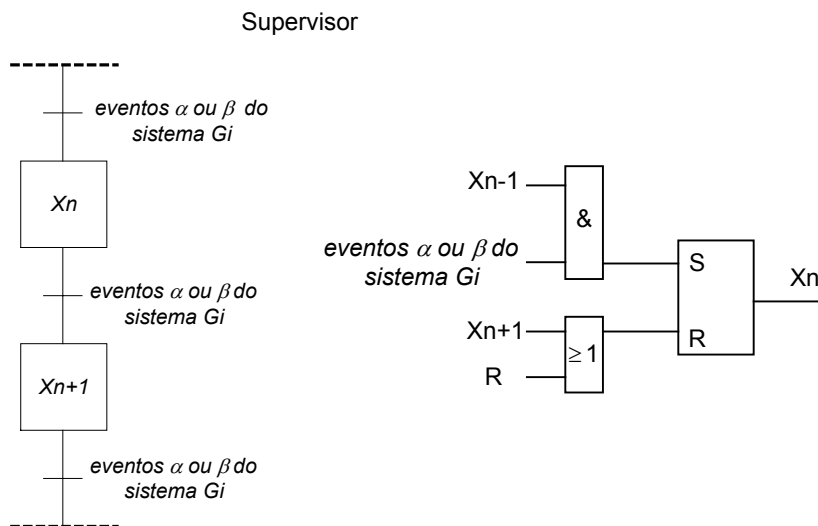 Supervisor
eventos α ou β do
sistema Gi
Xn
eventos α ou β do
sistema Gi
Xn+1
eventos α ou β do
sistema Gi
Xn-1
&
eventos α ou β do
sistema Gi
Xn+1
≥1
R
S
R
Xn